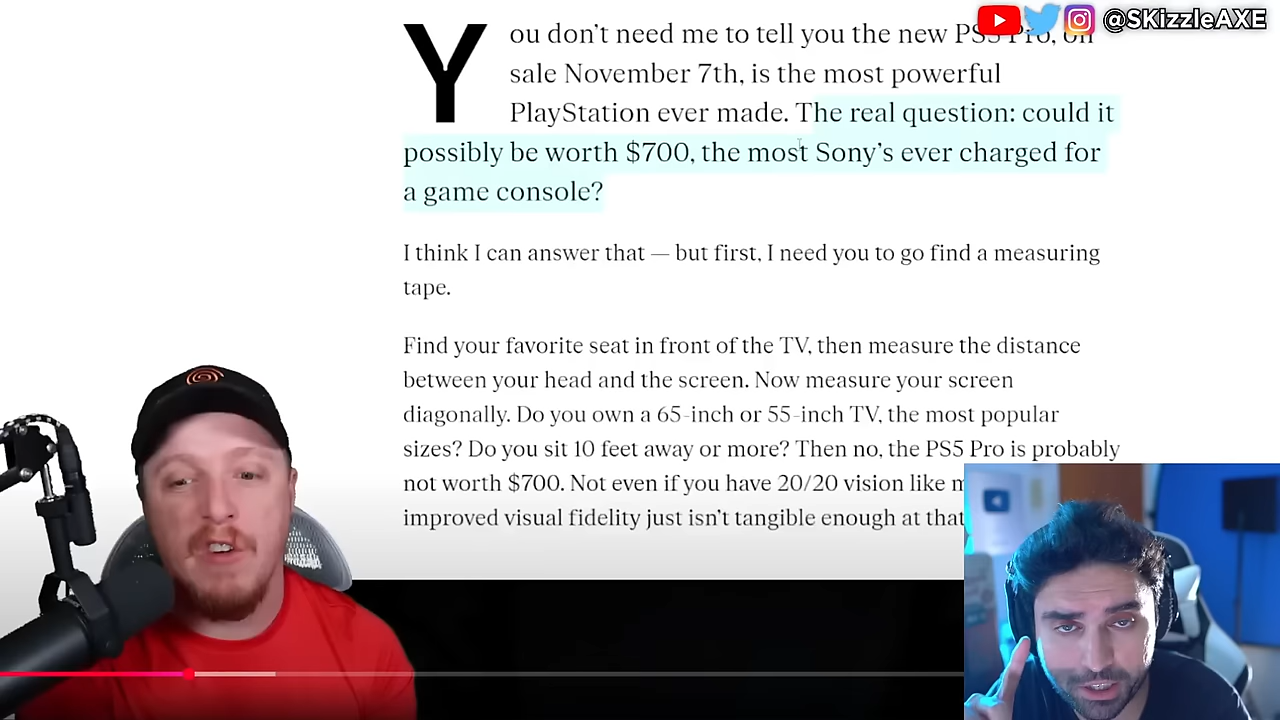 @SKizzleAXE
You don’t need me to tell you the new PS5 Pro, on
sale November 7th, is the most powerful
PlayStation ever made. The real question: could it
possibly be worth $700, the most Sony’s ever charged for
a game console?
I think I can answer that — but first, I need you to go find a measuring
tape.
Find your favorite seat in front of the TV, then measure the distance
between your head and the screen. Now measure your screen
diagonally. Do you own a 65-inch or 55-inch TV, the most popular
sizes? Do you sit 10 feet away or more? Then no, the PS5 Pro is probably
not worth $700. Not even if you have 20/20 vision like
improved visual fidelity just isn’t tangible enough at that